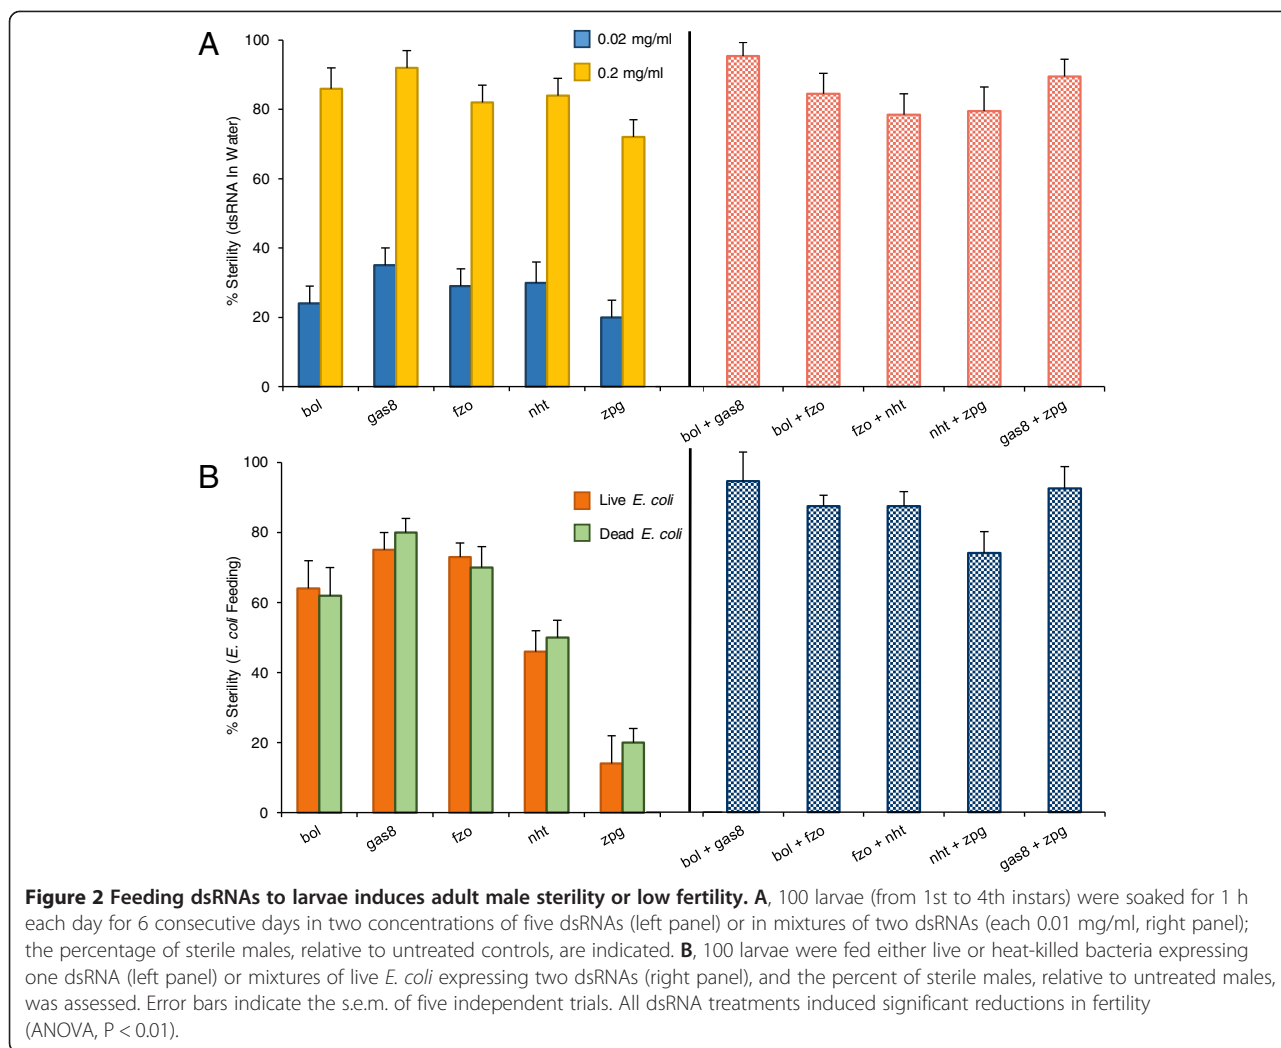 A
100
80
60
40
20
0
% Sterility (dsRNA In Water)
0.02 mg/ml
0.2 mg/ml
bol
gas8
fzo
nht
zpg
bol + gas8
bol + fzo
fzo + nht
nht + zpg
gas8 + zpg
B
100
80
60
40
20
0
% Sterility (E. coli Feeding)
Live E. coli
Dead E. coli
bol
gas8
fzo
nht
zpg
bol + gas8
bol + fzo
fzo + nht
nht + zpg
gas8 + zpg
Figure 2 Feeding dsRNAs to larvae induces adult male sterility or low fertility. A, 100 larvae (from 1st to 4th instars) were soaked for 1 h
each day for 6 consecutive days in two concentrations of five dsRNAs (left panel) or in mixtures of two dsRNAs (each 0.01 mg/ml, right panel);
the percentage of sterile males, relative to untreated controls, are indicated. B, 100 larvae were fed either live or heat-killed bacteria expressing
one dsRNA (left panel) or mixtures of live E. coli expressing two dsRNAs (right panel), and the percent of sterile males, relative to untreated males,
was assessed. Error bars indicate the s.e.m. of five independent trials. All dsRNA treatments induced significant reductions in fertility
(ANOVA, P < 0.01).